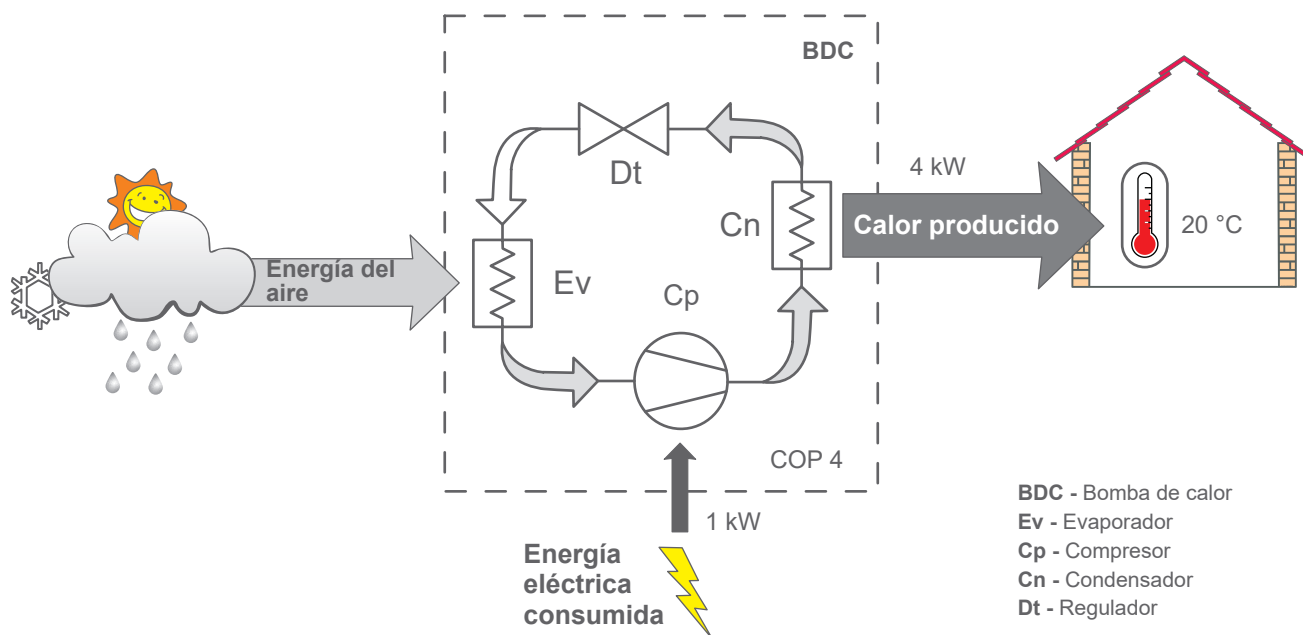 BDC
Dt
4 kW
Cn
Calor producido
20 °C
Energía del
aire
Ev
Cp
COP 4
1 kW
Energía
eléctrica
consumida
BDC - Bomba de calor
Ev - Evaporador
Cp - Compresor
Cn - Condensador
Dt - Regulador